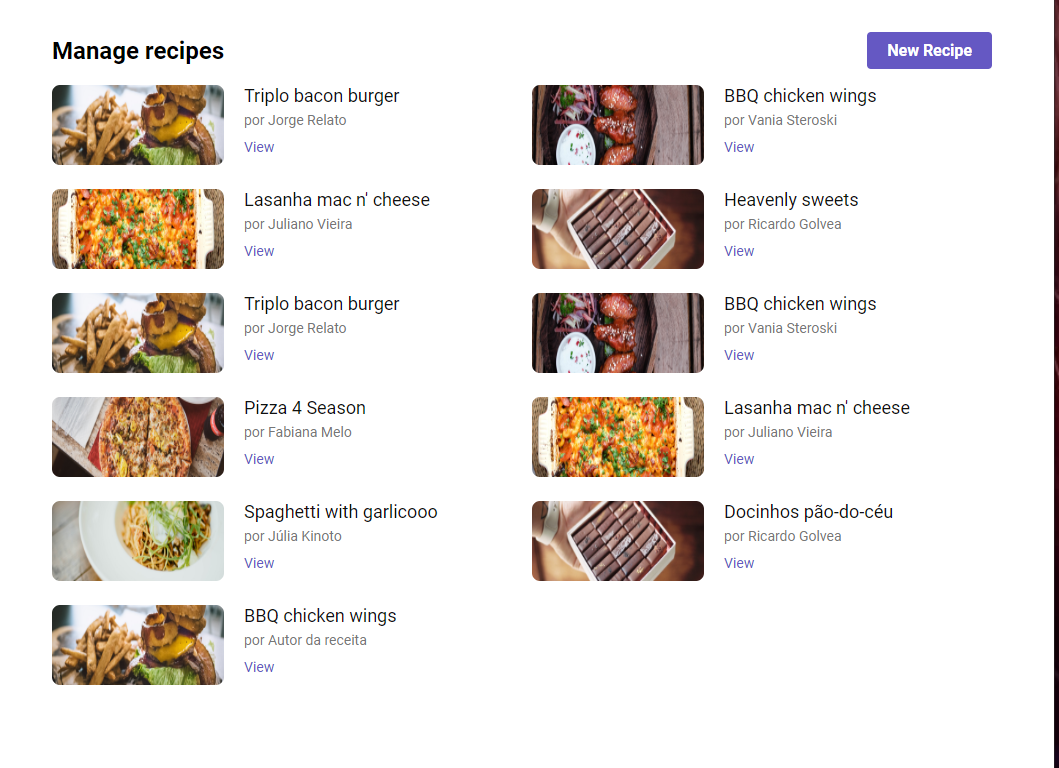 Manage recipes
New Recipe
Triplo bacon burger
por Jorge Relato
View
BBQ chicken wings
por Vania Steroski
View
Lasanha mac n' cheese
por Juliano Vieira
View
Heavenly sweets
por Ricardo Golvea
View
Triplo bacon burger
por Jorge Relato
View
BBQ chicken wings
por Vania Steroski
View
Pizza 4 Season
por Fabiana Melo
View
Lasanha mac n' cheese
por Juliano Vieira
View
Spaghetti with garlicooo
por Júlia Kinoto
View
Docinhos pão-do-céu
por Ricardo Golvea
View
BBQ chicken wings
por Autor da receita
View